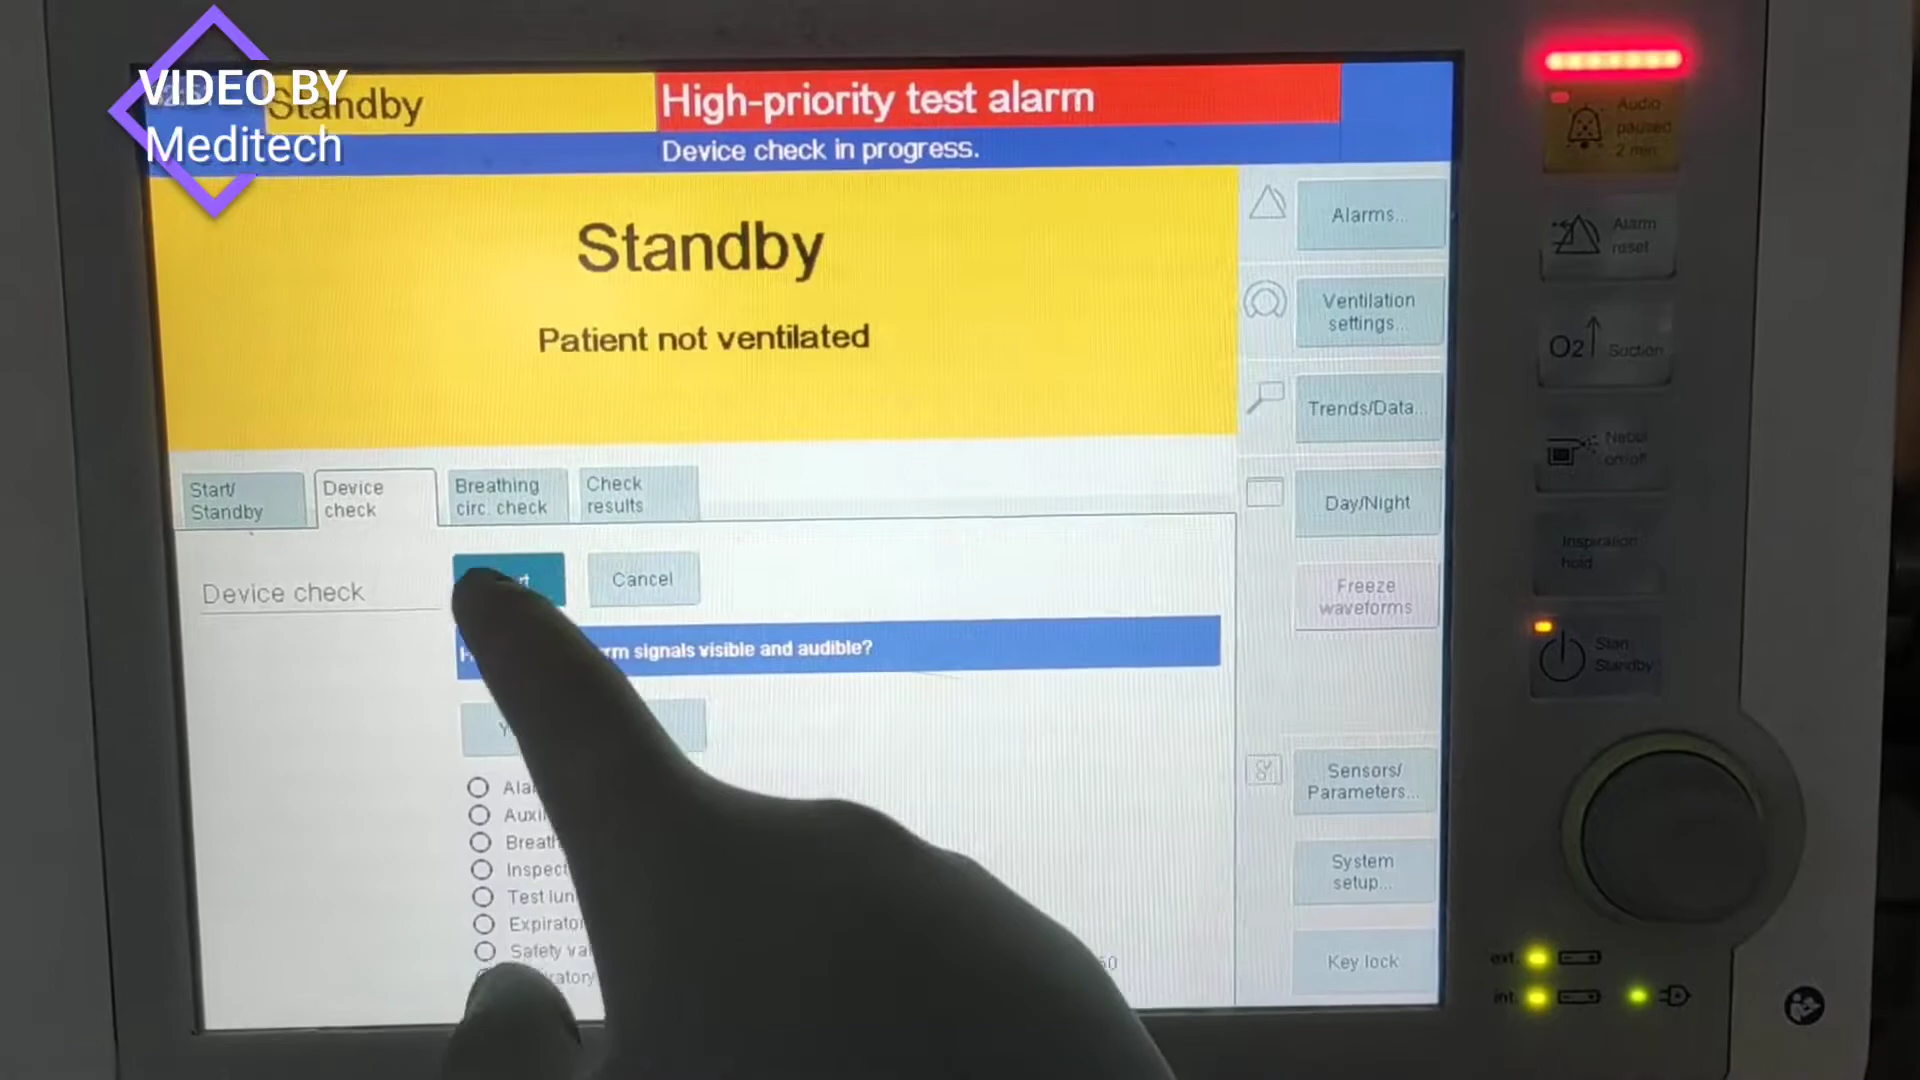 VIDEO BY
Meditech
Standby
High-priority test alarm
Device check in progress.
Standby
Patient not ventilated
Alarms...
Ventilation
settings...
Trends/Data...
Day/Night
Freeze
waveforms
Sensors/
Parameters...
System
setup...
Key lock
Start/
Standby
Device
check
Breathing
circ. check
Check
results
Device check
Cancel
signals visible and audible?
Audio
paused
2 min.
Alarm
reset
O2
Suction
Nebul.
on/off
Inspiration
hold
Start
Standby
ext.
int.